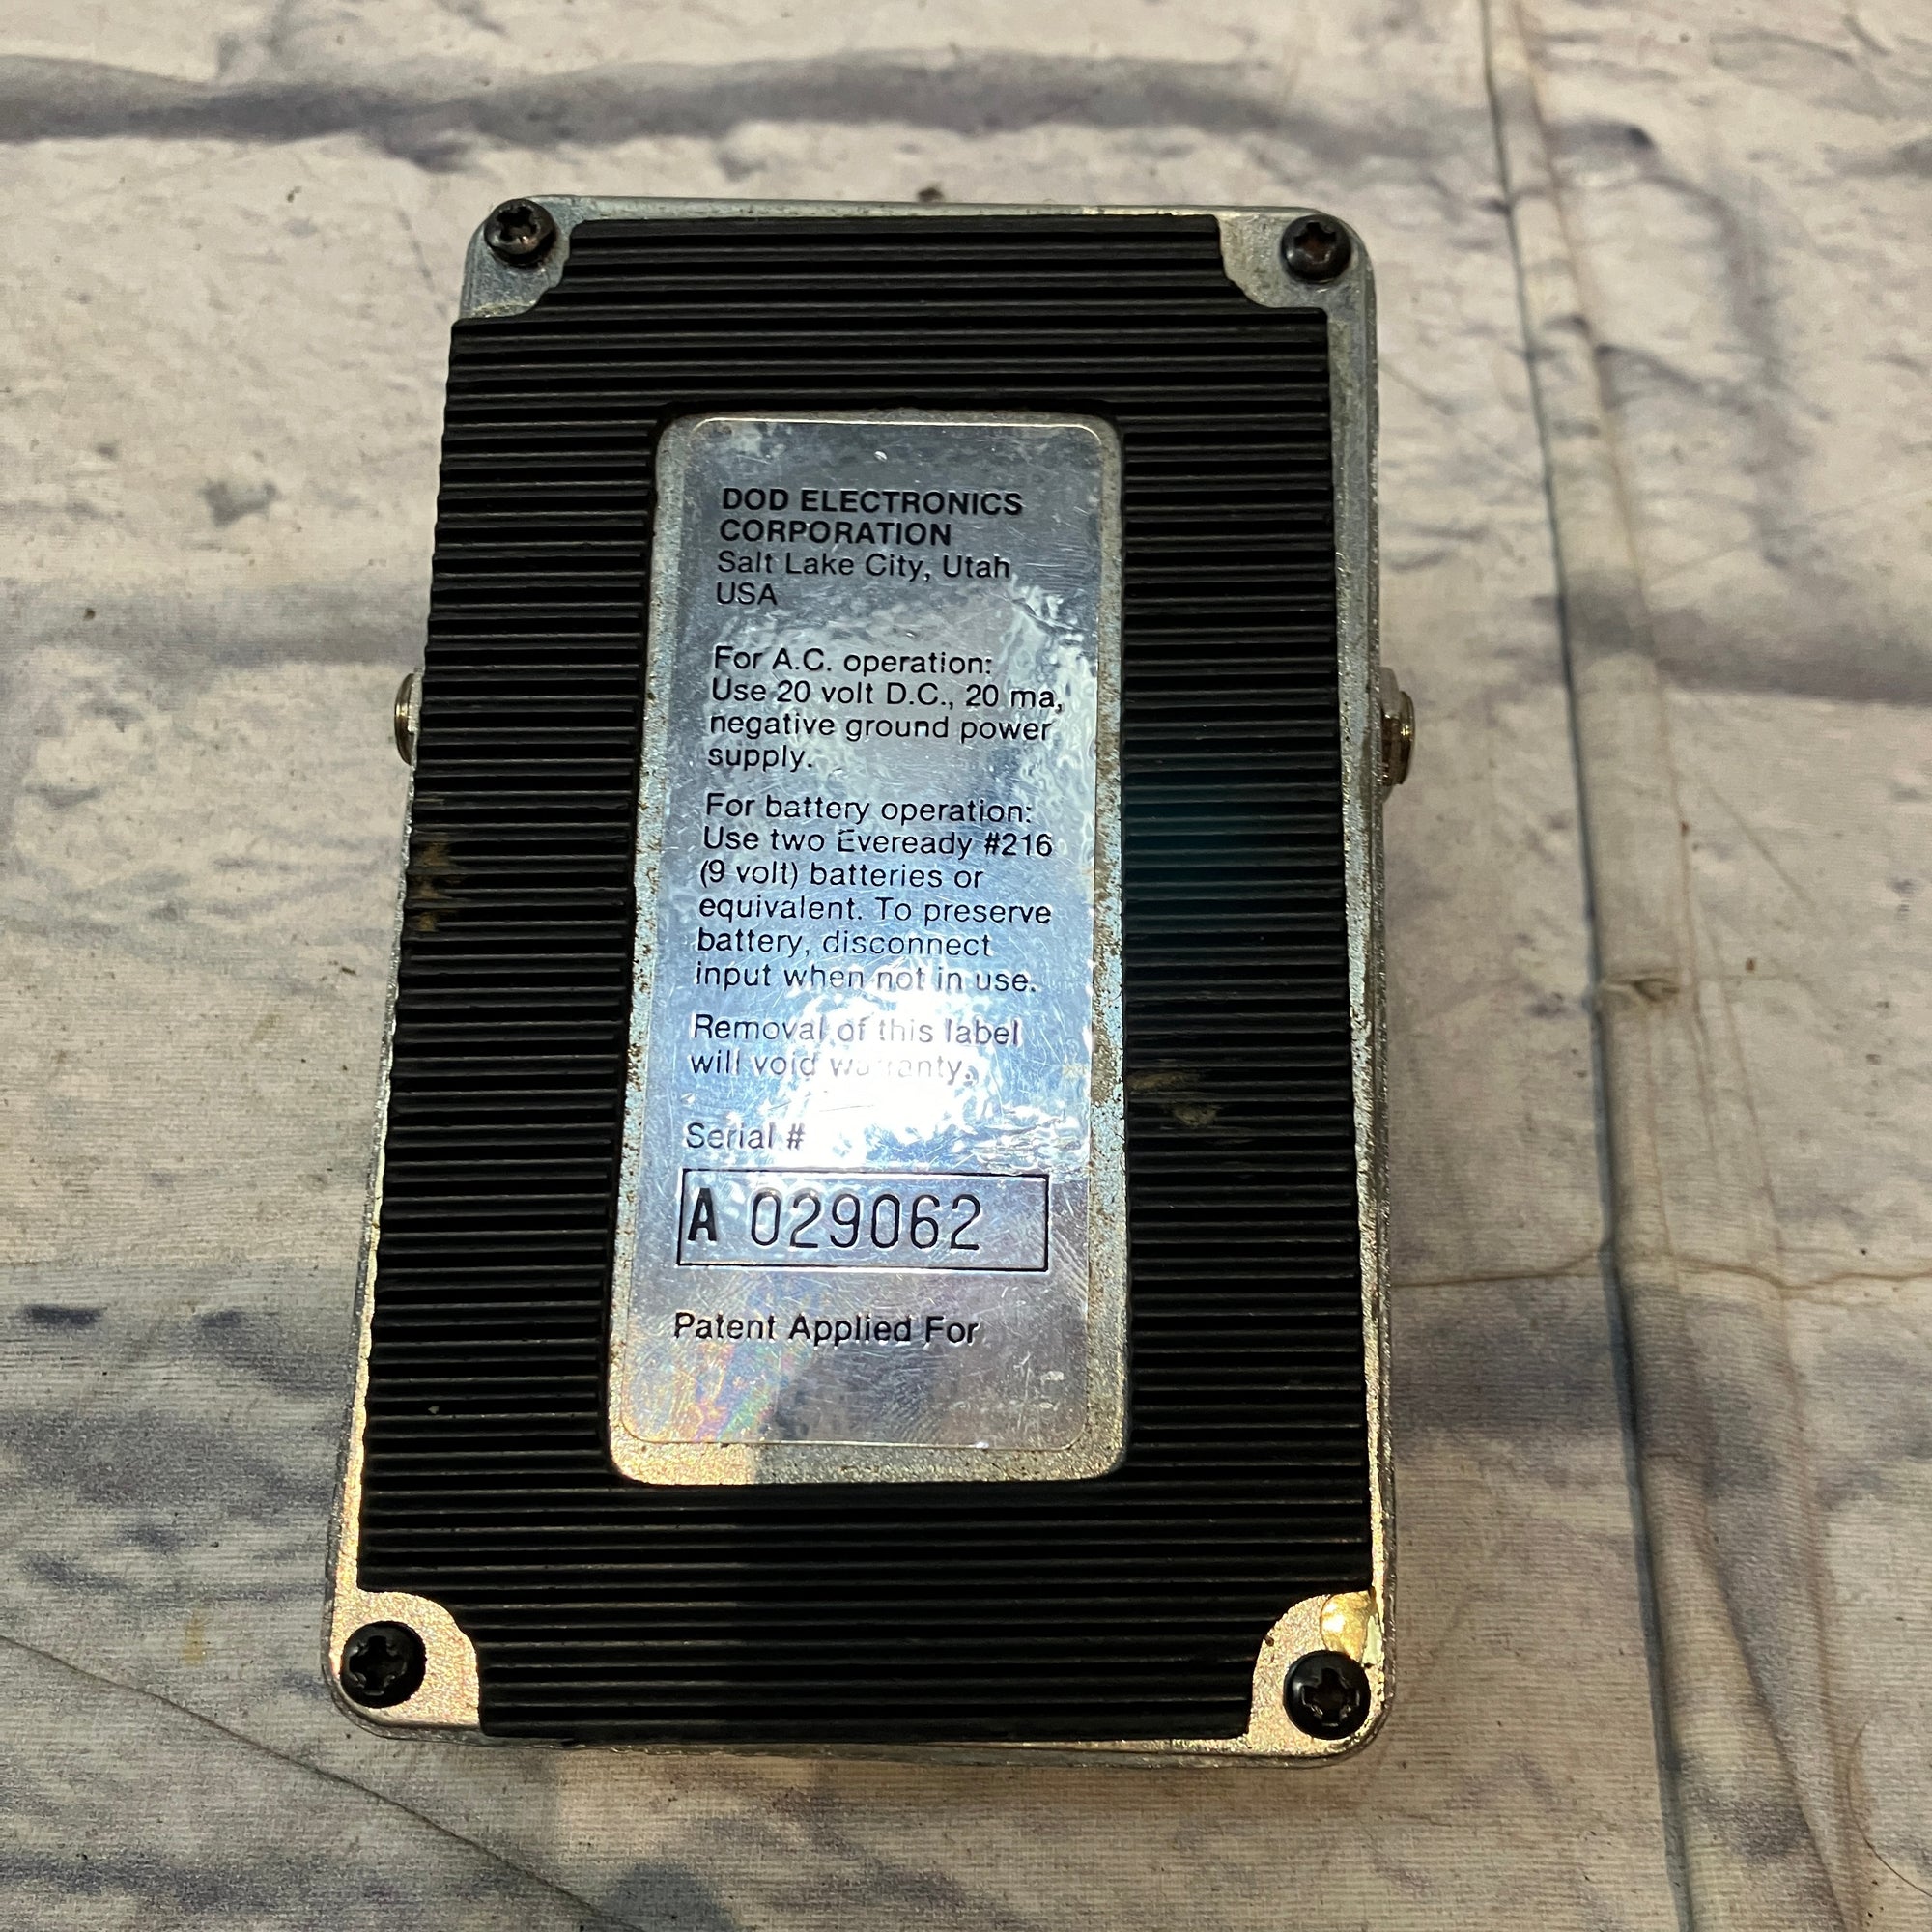 DOD ELECTRONICS
CORPORATION
Salt Lake City, Utah
USA
For A.C. operation:
Use 20 volt D.C., 20 ma,
negative ground power
supply.
For battery operation:
Use two Eveready #216
(9 volt) batteries or
equivalent. To preserve
battery, disconnect
input when not in use.
Removal of this label
will void warranty.
Serial #
A 029062
Patent Applied For